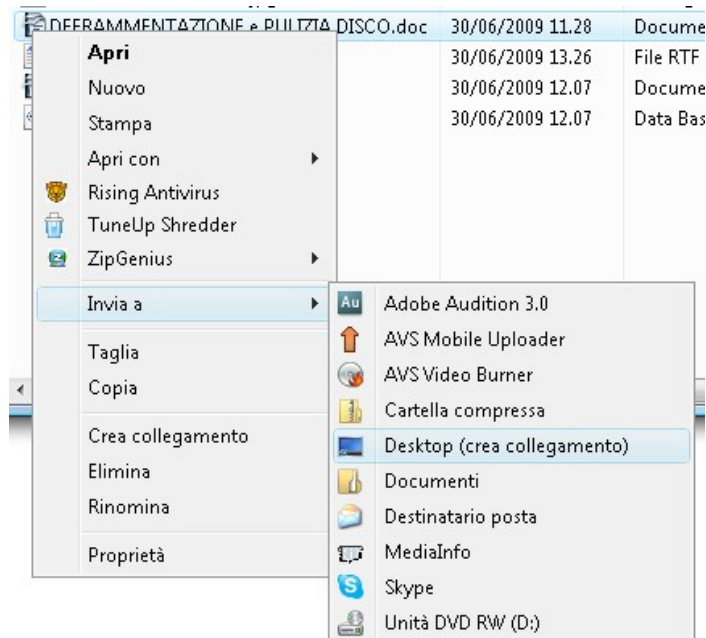 DEFRAMMENTAZIONE e PULIZIA DISCO.doc 30/06/2009 11.28 Docume
30/06/2009 13.26 File RTF
30/06/2009 12.07 Docume
30/06/2009 12.07 Data Bas
Apri
Nuovo
Stampa
Apri con
Rising Antivirus
TuneUp Shredder
ZipGenius
Invia a
Taglia
Copia
Crea collegamento
Elimina
Rinomina
Proprietà
Au Adobe Audition 3.0
AVS Mobile Uploader
AVS Video Burner
Cartella compressa
Desktop (crea collegamento)
Documenti
Destinatario posta
MediaInfo
Skype
Unità DVD RW (D:)